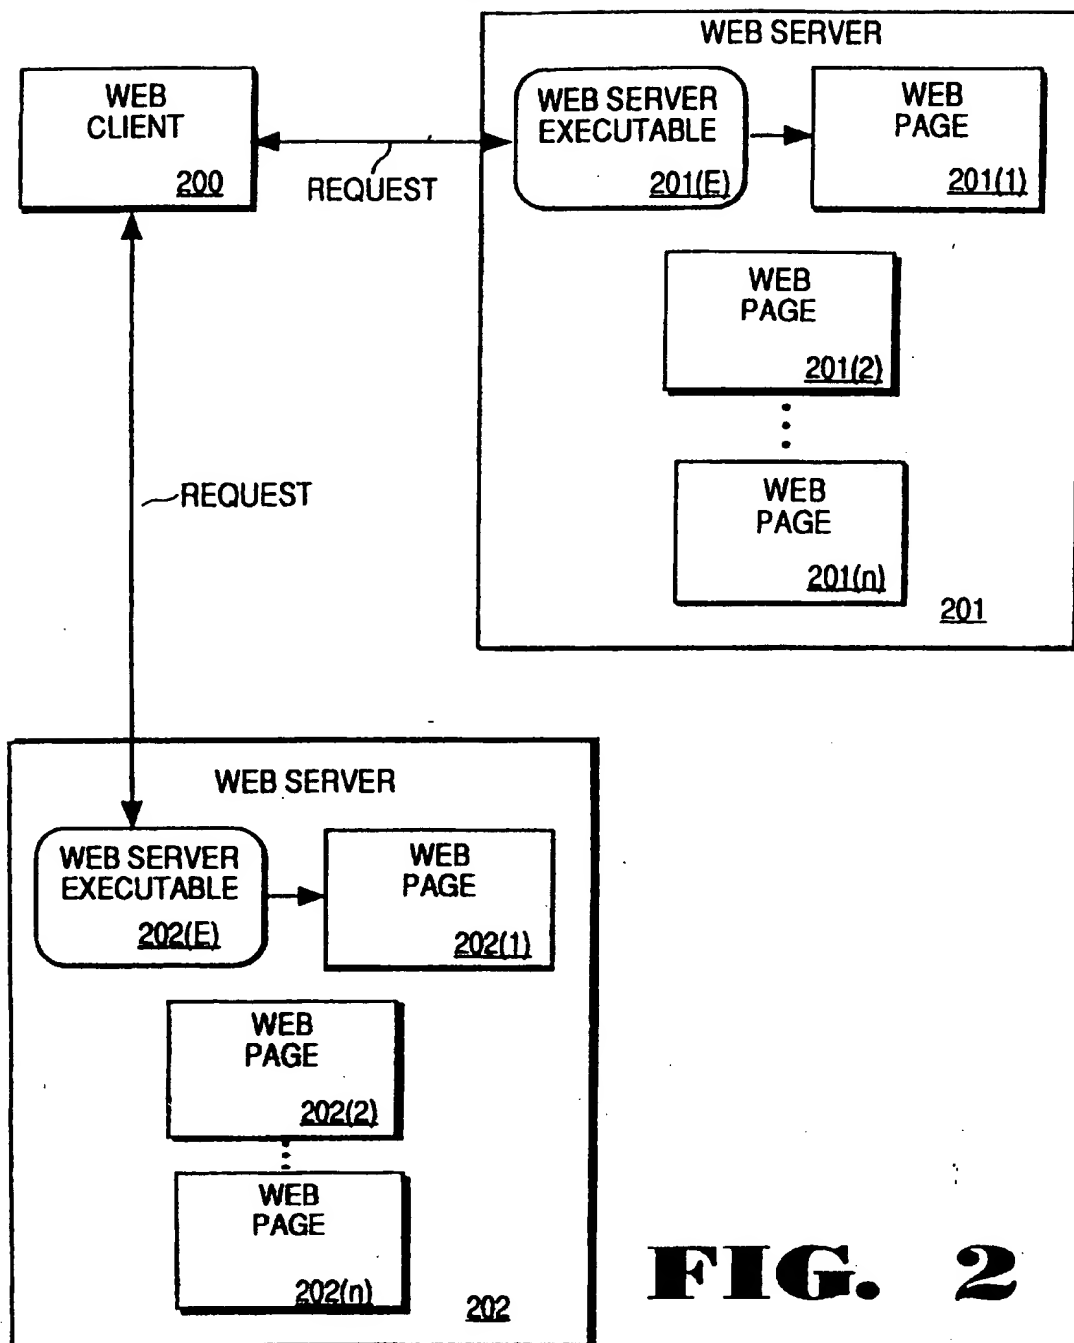 WEB SERVER
WEB
CLIENT
200
REQUEST
WEB SERVER
EXECUTABLE
201(E)
WEB
PAGE
201(1)
WEB
PAGE
201(2)
WEB
PAGE
201(n)
201
REQUEST
WEB SERVER
WEB SERVER
EXECUTABLE
202(E)
WEB
PAGE
202(1)
WEB
PAGE
202(2)
WEB
PAGE
202(n)
202
FIG. 2